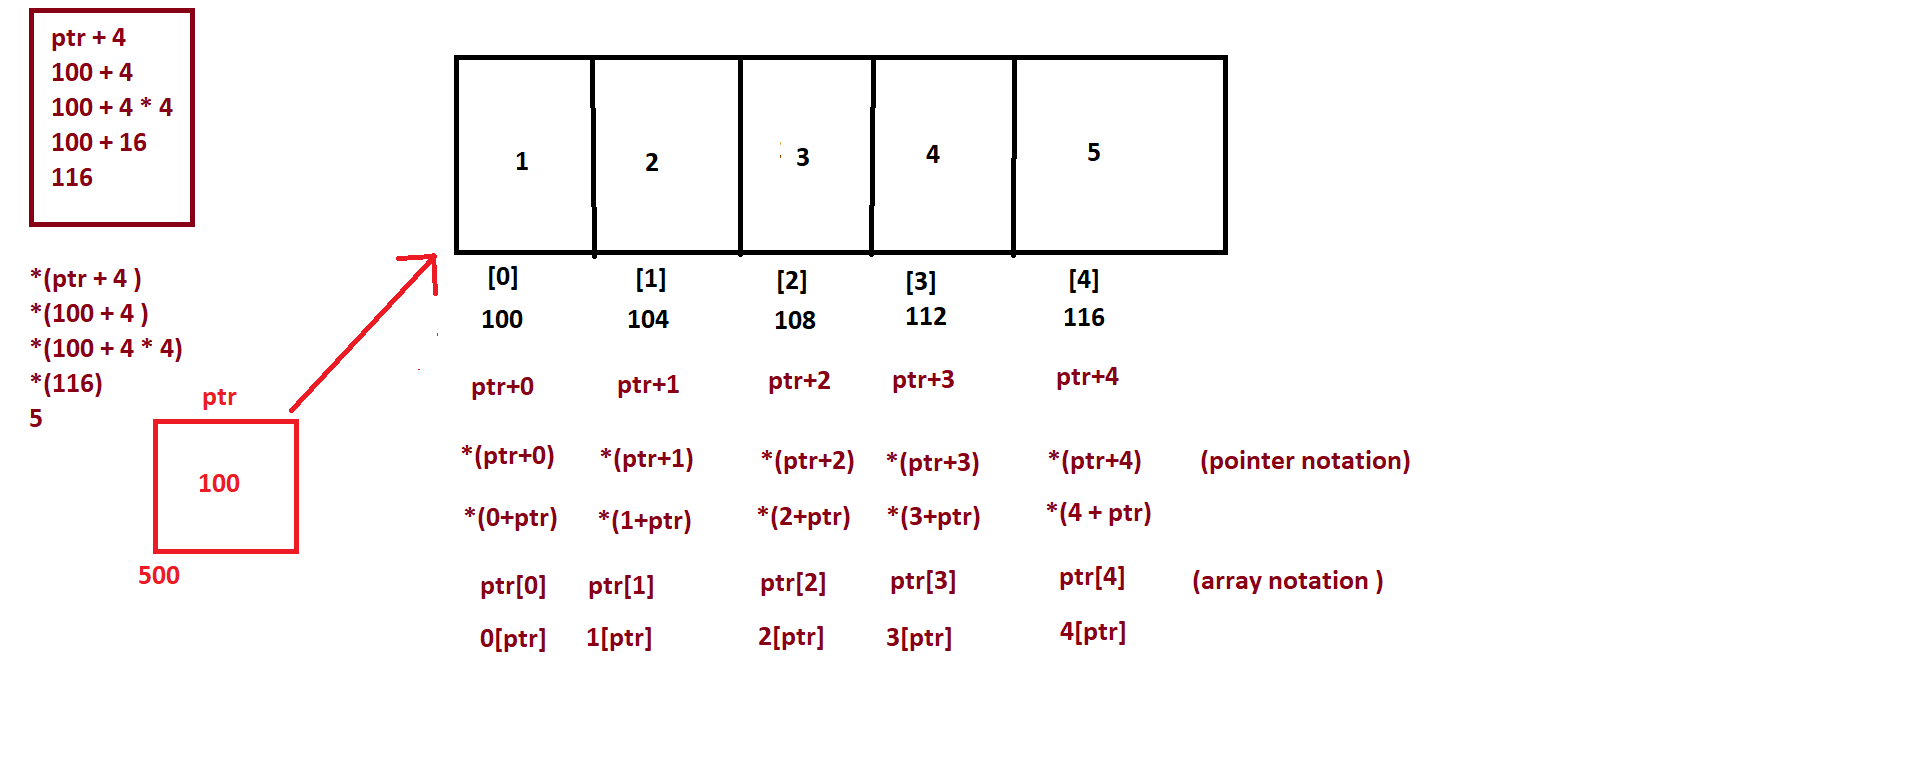 ptr + 4
100 + 4
100 + 4 * 4
100 + 16
116
*(ptr + 4 )
*(100 + 4 )
*(100 + 4 * 4)
*(116)
5
ptr
100
500
1 2 3 4 5
[0] [1] [2] [3] [4]
100 104 108 112 116
ptr+0 ptr+1 ptr+2 ptr+3 ptr+4
*(ptr+0) *(ptr+1) *(ptr+2) *(ptr+3) *(ptr+4) (pointer notation)
*(0+ptr) *(1+ptr) *(2+ptr) *(3+ptr) *(4 + ptr)
ptr[0] ptr[1] ptr[2] ptr[3] ptr[4] (array notation )
0[ptr] 1[ptr] 2[ptr] 3[ptr] 4[ptr]